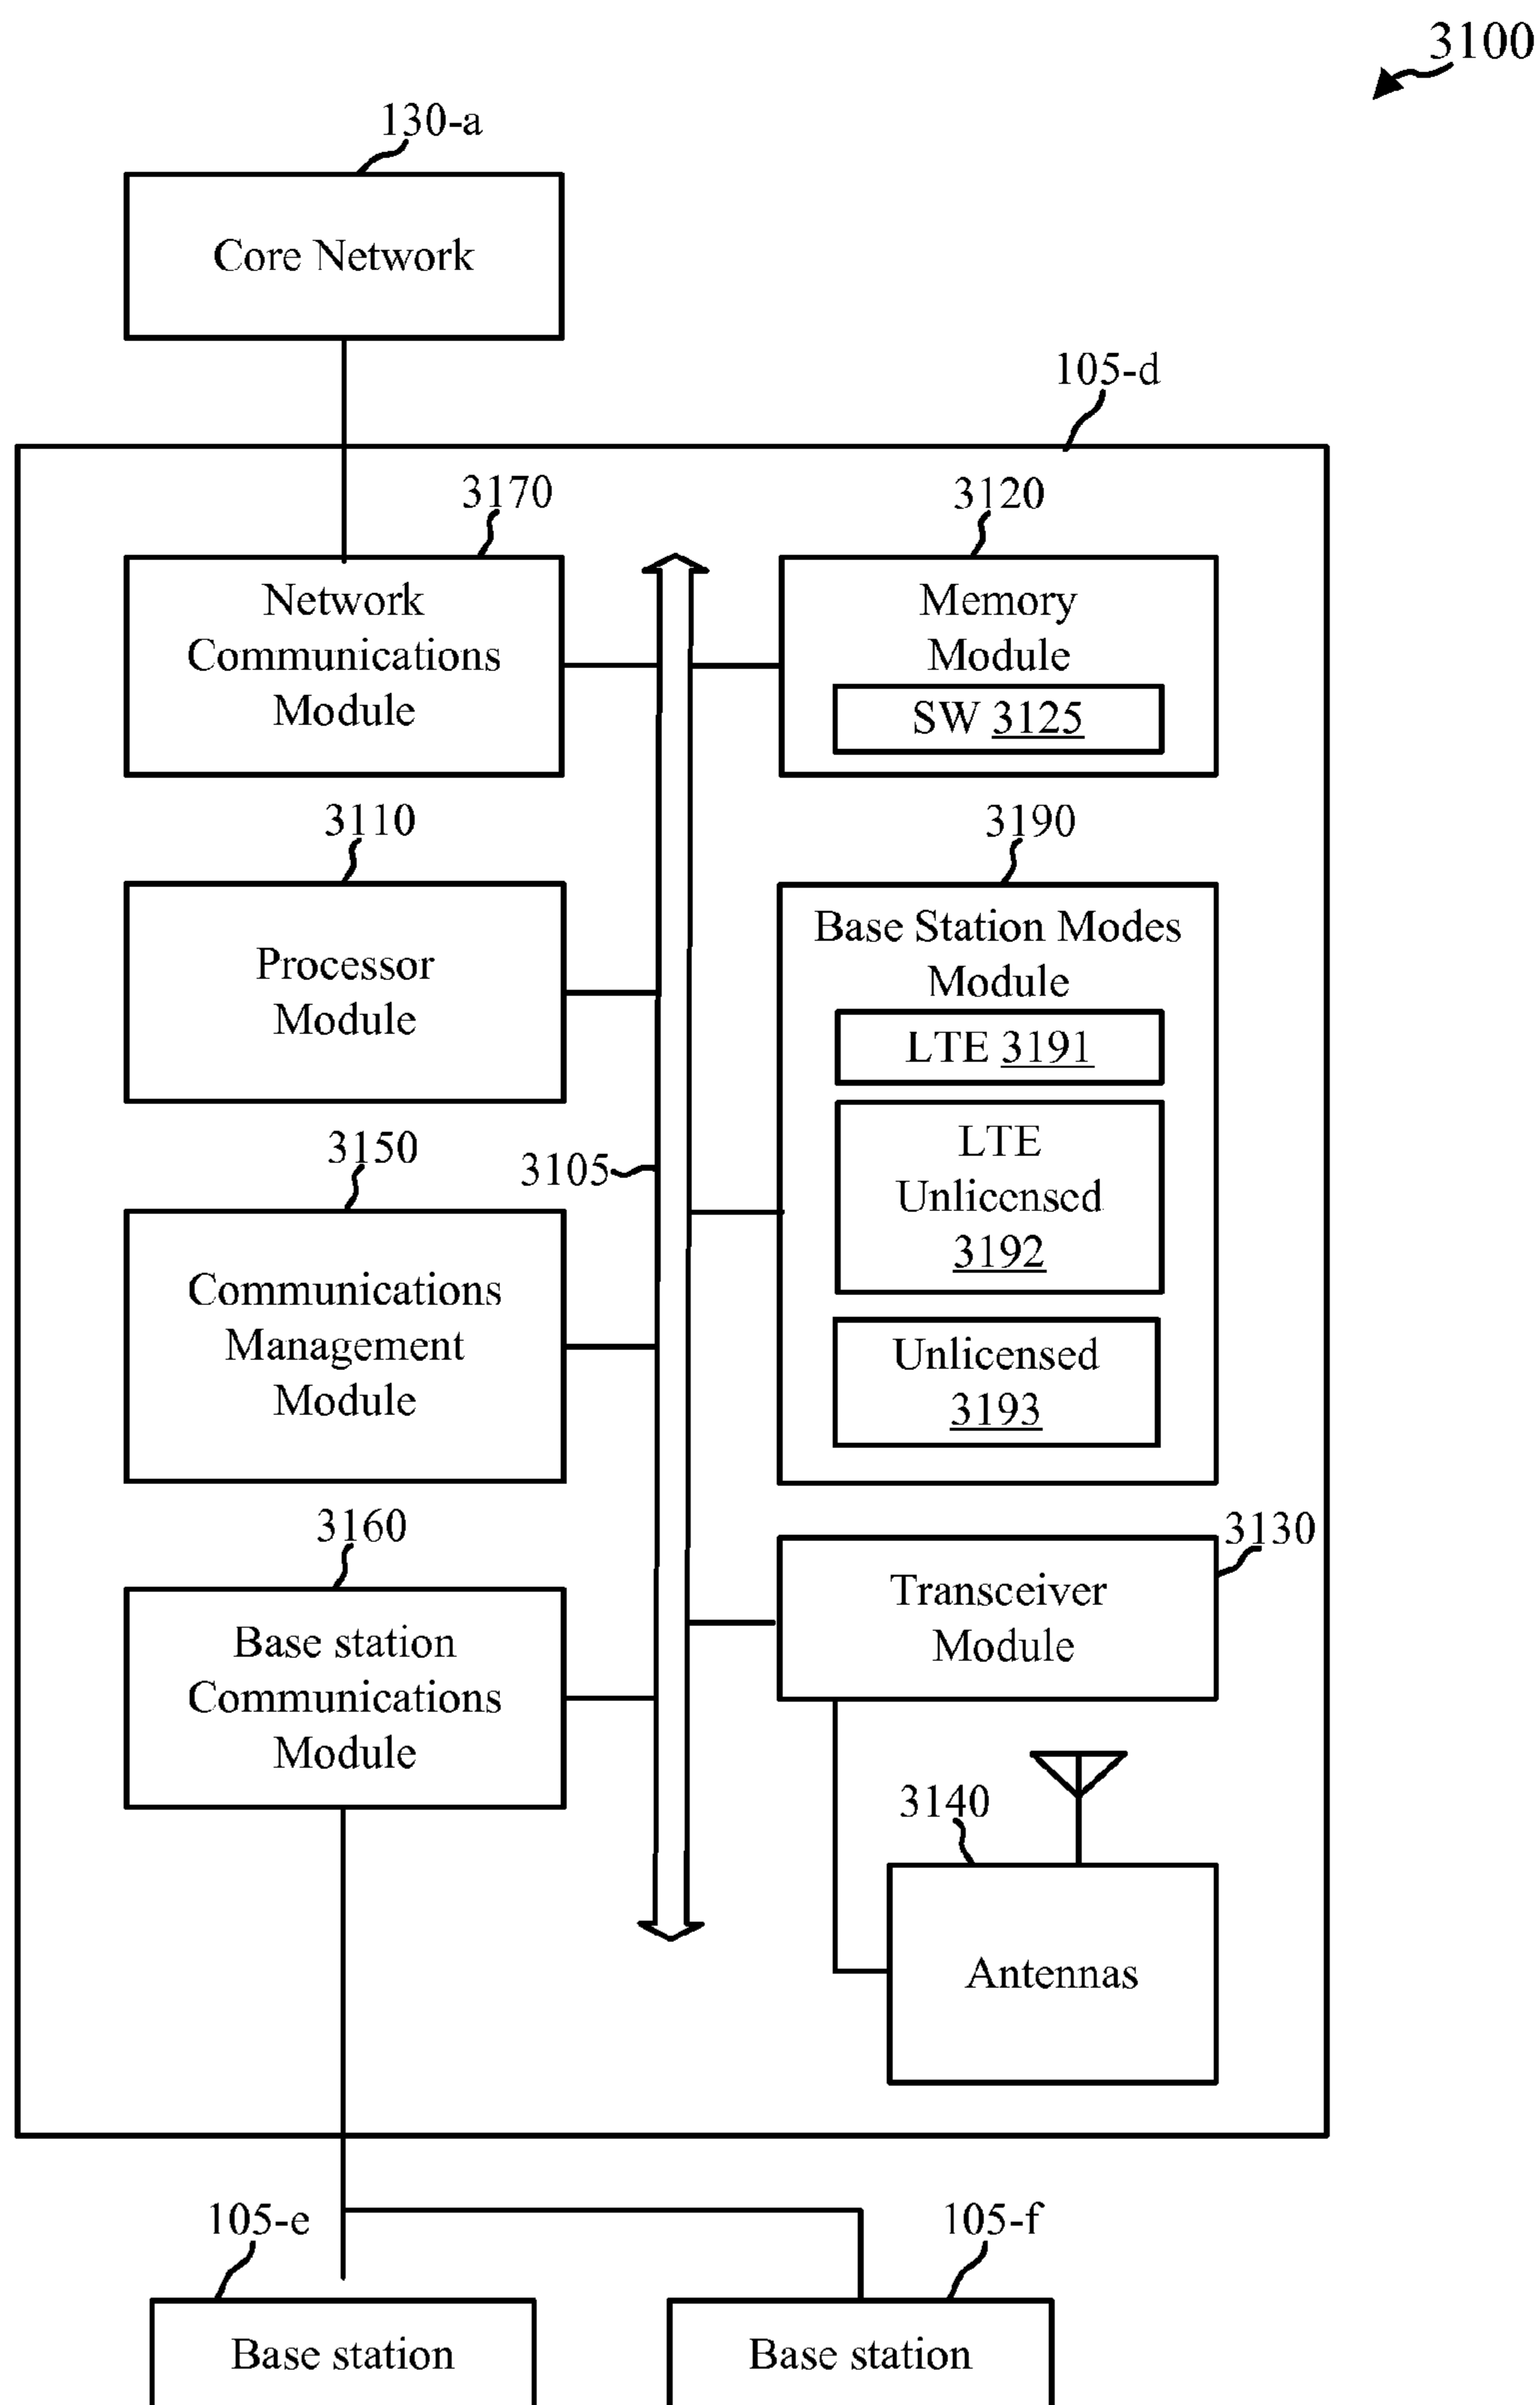 3100
130-a
Core Network
105-d
3170
3120
Network
Communications
Module
Memory
Module
SW 3125
3110
3190
Processor
Module
Base Station Modes
Module
LTE 3191
LTE
Unlicensed
3192
3150
3105
Communications
Management
Module
Unlicensed
3193
3160
3130
Base station
Communications
Module
Transceiver
Module
3140
Antennas
105-e
105-f
Base station
Base station